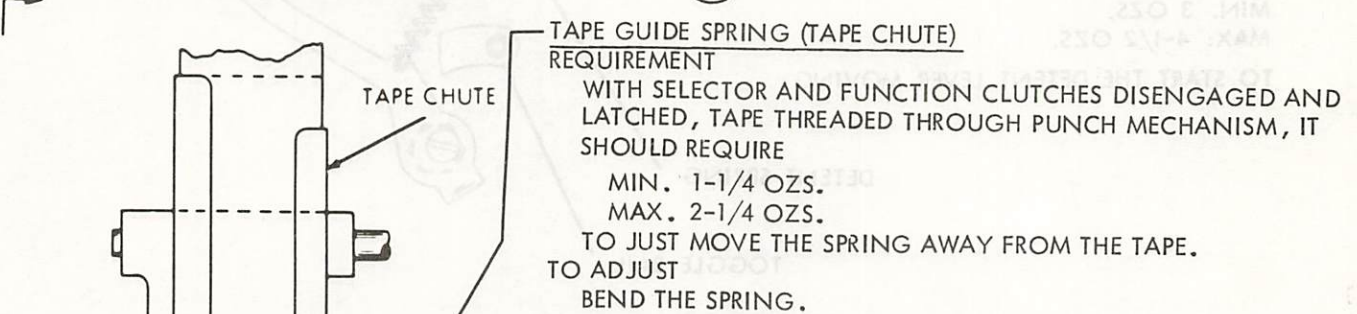 TAPE GUIDE SPRING (TAPE CHUTE)
REQUIREMENT
WITH SELECTOR AND FUNCTION CLUTCHES DISENGAGED AND
LATCHED, TAPE THREADED THROUGH PUNCH MECHANISM, IT
SHOULD REQUIRE
MIN. 1-1/4 OZS.
MAX. 2-1/4 OZS.
TO JUST MOVE THE SPRING AWAY FROM THE TAPE.
TO ADJUST
BEND THE SPRING.
TAPE CHUTE